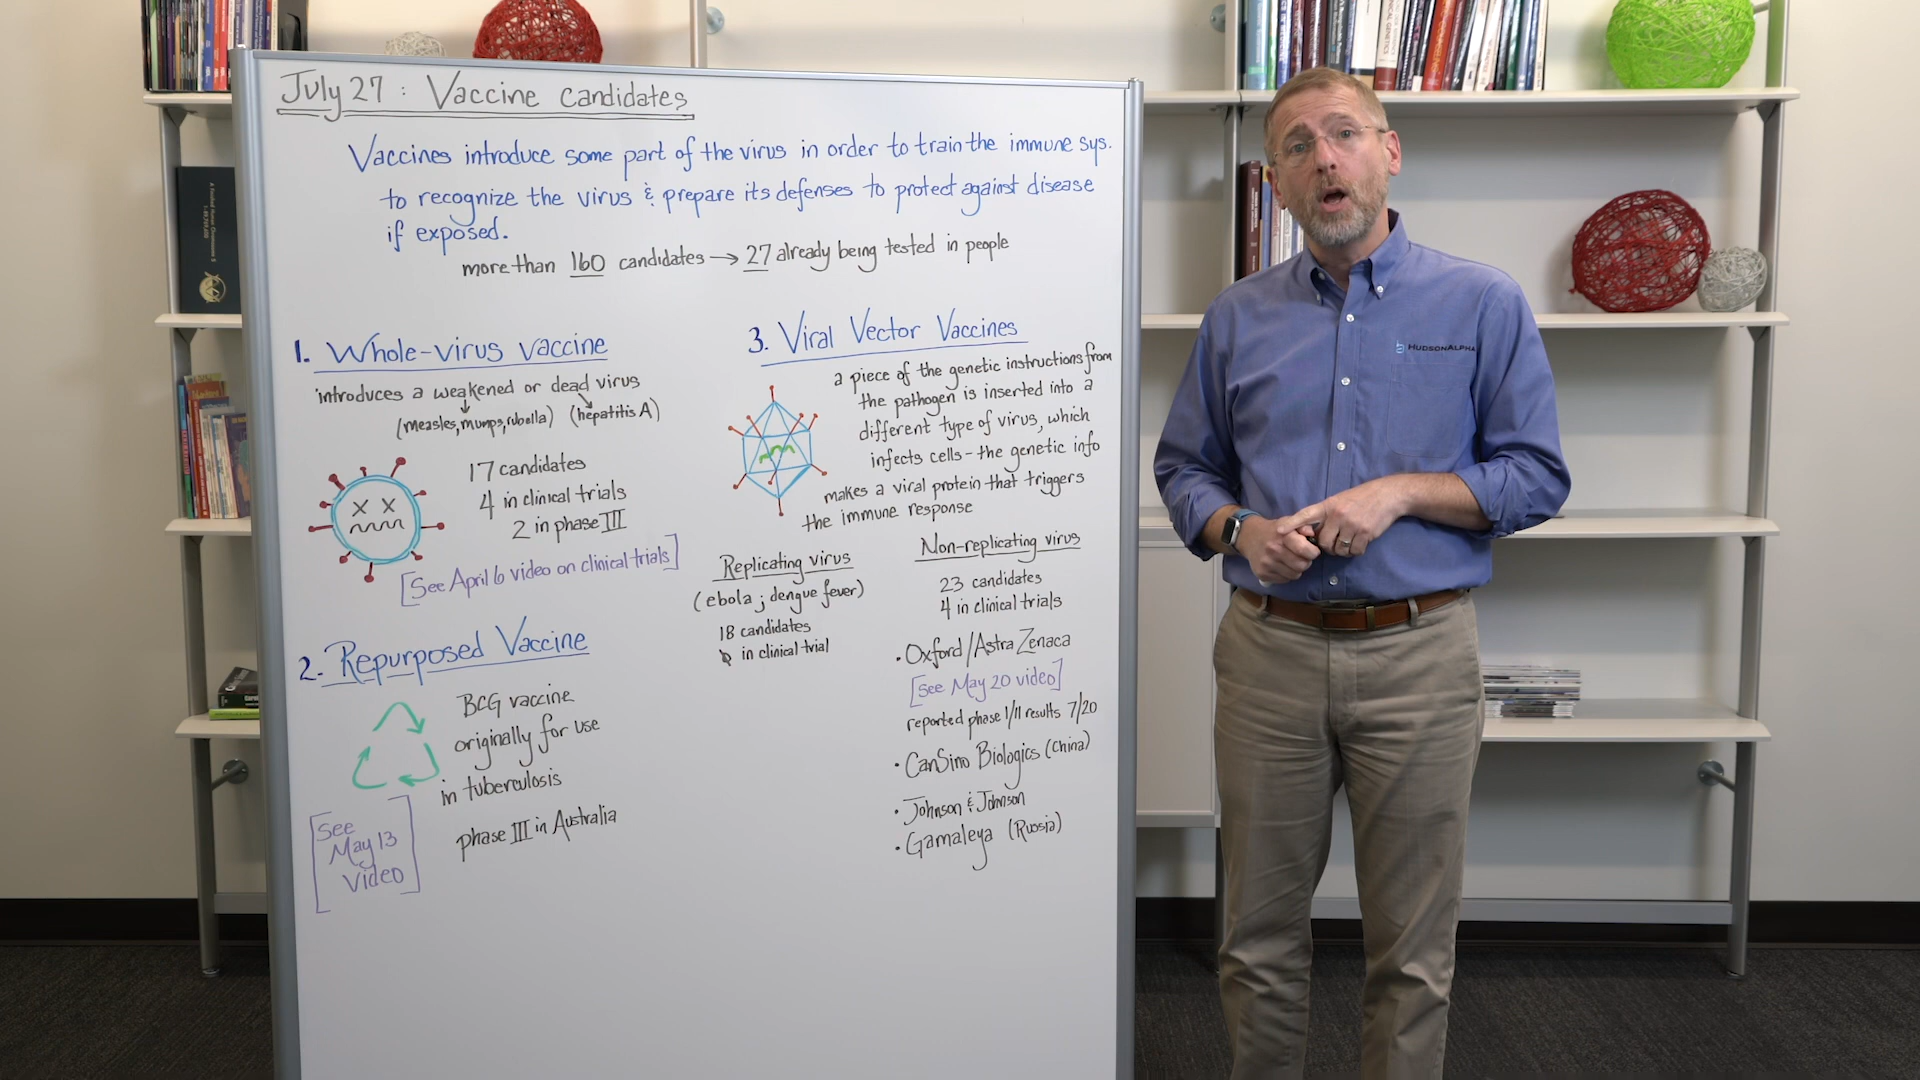 July 27 : Vaccine Candidates
Vaccines introduce some part of the virus in order to train the immune sys.
to recognize the virus & prepare its defenses to protect against disease
if exposed.
more than 160 candidates → 27 already being tested in people
1. Whole-virus vaccine
introduces a weakened or dead virus
(measles, mumps, rubella) (hepatitis A)
17 candidates
4 in clinical trials
2 in phase III
[See April 6 video on clinical trials]
2. Repurposed Vaccine
BCG vaccine
originally for use
in tuberculosis
phase III in Australia
[See
May 13
video]
3. Viral Vector Vaccines
a piece of the genetic instructions from
the pathogen is inserted into a
different type of virus, which
infects cells - the genetic info
makes a viral protein that triggers
the immune response
Replicating virus
(ebola; dengue fever)
18 candidates
in clinical trial
Non-replicating virus
23 candidates
4 in clinical trials
• Oxford/AstraZenaca
[see May 20 video]
reported phase I/II results 7/20
• CanSino Biologics (China)
• Johnson & Johnson
• Gamaleya (Russia)
HUDSONALPHA